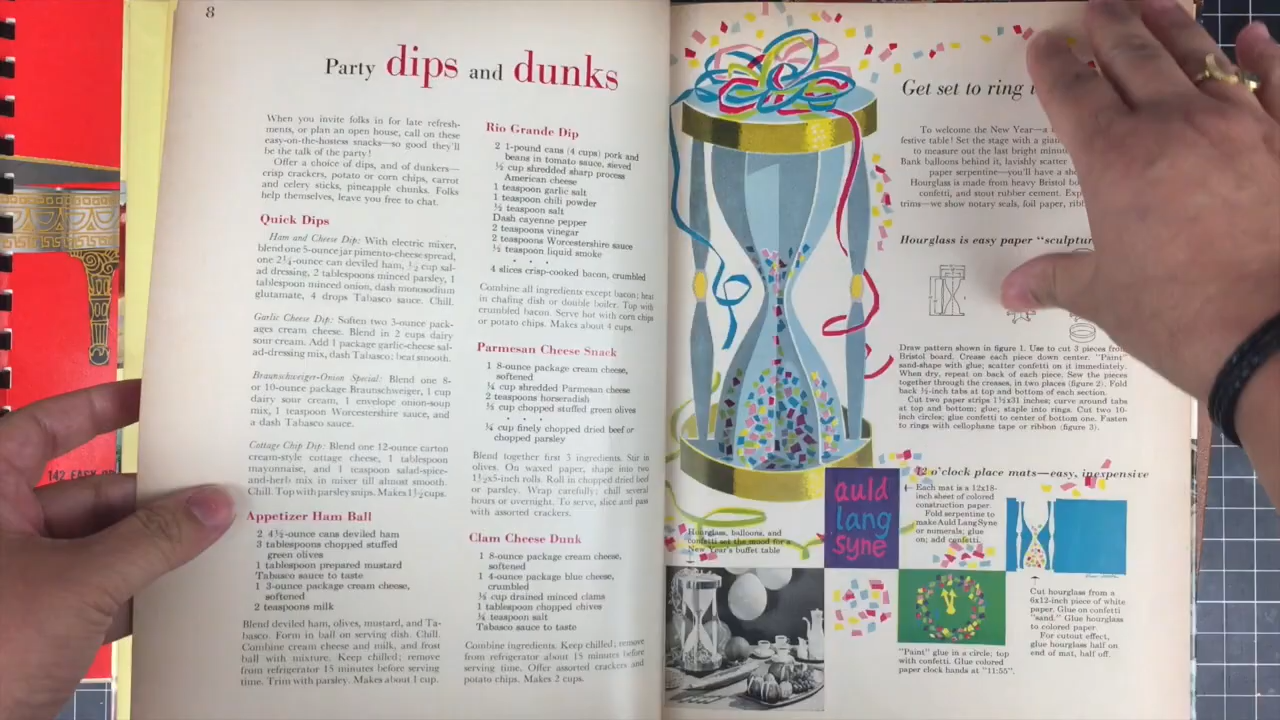 8
Party dips and dunks
When you invite folks in for late refresh-
ments, or plan an open house, call on these
easy-on-the-hostess snacks—so good they'll
be the talk of the party!
Offer a choice of dips, and of dunkers—
crisp crackers, potato or corn chips, carrot
and celery sticks, pineapple chunks. Folks
help themselves, leave you free to chat.
Quick Dips
Ham and Cheese Dip: With electric mixer,
blend one 5-ounce jar pimento-cheese spread,
one 2¼-ounce can deviled ham, ½ cup sal-
ad dressing, 2 tablespoons minced parsley, 1
tablespoon minced onion, dash monosodium
glutamate, 4 drops Tabasco sauce. Chill.
Garlic Cheese Dip: Soften two 3-ounce pack-
ages cream cheese. Blend in 2 cups dairy
sour cream. Add 1 package garlic-cheese sal-
ad-dressing mix, dash Tabasco; beat smooth.
Braunschweiger-Onion Special: Blend one 8-
or 10-ounce package Braunschweiger, 1 cup
dairy sour cream, 1 envelope onion-soup
mix, 1 teaspoon Worcestershire sauce, and
a dash Tabasco sauce.
Cottage Chip Dip: Blend one 12-ounce carton
cream-style cottage cheese, 1 tablespoon
mayonnaise, and 1 teaspoon salad-spice-
and-herb mix in mixer till almost smooth.
Chill. Top with parsley snips. Makes 1½ cups.
Appetizer Ham Ball
2 4½-ounce cans deviled ham
3 tablespoons chopped stuffed
green olives
1 tablespoon prepared mustard
Tabasco sauce to taste
1 3-ounce package cream cheese,
softened
2 teaspoons milk
Blend deviled ham, olives, mustard, and Ta-
basco. Form in ball on serving dish. Chill.
Combine cream cheese and milk, and frost
ball with mixture. Keep chilled; remove
from refrigerator 15 minutes before serving
time. Trim with parsley. Makes about 1 cup.
Rio Grande Dip
2 1-pound cans (4 cups) pork and
beans in tomato sauce, sieved
½ cup shredded sharp process
American cheese
1 teaspoon garlic salt
1 teaspoon chili powder
½ teaspoon salt
Dash cayenne pepper
2 teaspoons vinegar
2 teaspoons Worcestershire sauce
½ teaspoon liquid smoke
4 slices crisp-cooked bacon, crumbled
Combine all ingredients except bacon; heat
in chafing dish or double boiler. Top with
crumbled bacon. Serve hot with corn chips
or potato chips. Makes about 4 cups.
Parmesan Cheese Snack
1 8-ounce package cream cheese,
softened
¼ cup shredded Parmesan cheese
2 teaspoons horseradish
⅓ cup chopped stuffed green olives
¼ cup finely chopped dried beef or
chopped parsley
Blend together first 3 ingredients. Stir in
olives. On waxed paper, shape into two
1½x5-inch rolls. Roll in chopped dried beef
or parsley. Wrap carefully; chill several
hours or overnight. To serve, slice and pass
with assorted crackers.
Clam Cheese Dunk
1 8-ounce package cream cheese,
softened
1 4-ounce package blue cheese,
crumbled
cup drained minced clams
1 tablespoon chopped chives
¼ teaspoon salt
Tabasco sauce to taste
Combine ingredients. Keep chilled; remove
from refrigerator about 15 minutes before
serving time. Offer assorted crackers and
potato chips. Makes 2 cups.
Get set to ring
To welcome the New Year—a
festive table! Set the stage with a
to measure out the last bright
Bank balloons behind it, lavishly scatter
paper serpentine—you'll have a
Hourglass is made from heavy Bristol
confetti, and stout rubber cement.
trims—we show notary seals, foil paper,
Hourglass is easy paper
Draw pattern shown in figure 1. Use to cut 3 pieces from
Bristol board. Crease each piece down center. "Paint"
sand-shape with glue; scatter confetti on it immediately.
When dry, repeat on back of each piece. Sew the pieces
together through the creases, in two places (figure 2). Fold
back ½-inch tabs at top and bottom of each section.
Cut two paper strips 1½x31 inches; curve around tabs
at top and bottom; glue, staple into rings. Cut two 10-
inch circles; glue confetti to center of bottom one. Fasten
to rings with cellophane tape or ribbon (figure 3).
12 o'clock place mats—easy, inexpensive
auld
lang
syne
Each mat is a 12x18-
inch sheet of colored
construction paper.
Fold serpentine to
make Auld Lang Syne
or numerals; glue
on; add confetti.
Hourglass, balloons, and
confetti set the mood for a
New Year's buffet table
Cut hourglass from a
6x12-inch piece of white
paper. Glue on confetti
"sand." Glue hourglass
to colored paper.
For cutout effect,
glue hourglass half on
end of mat, half off.
"Paint" glue in a circle; top
with confetti. Glue colored
paper clock hands at "11:55".
142 EASY